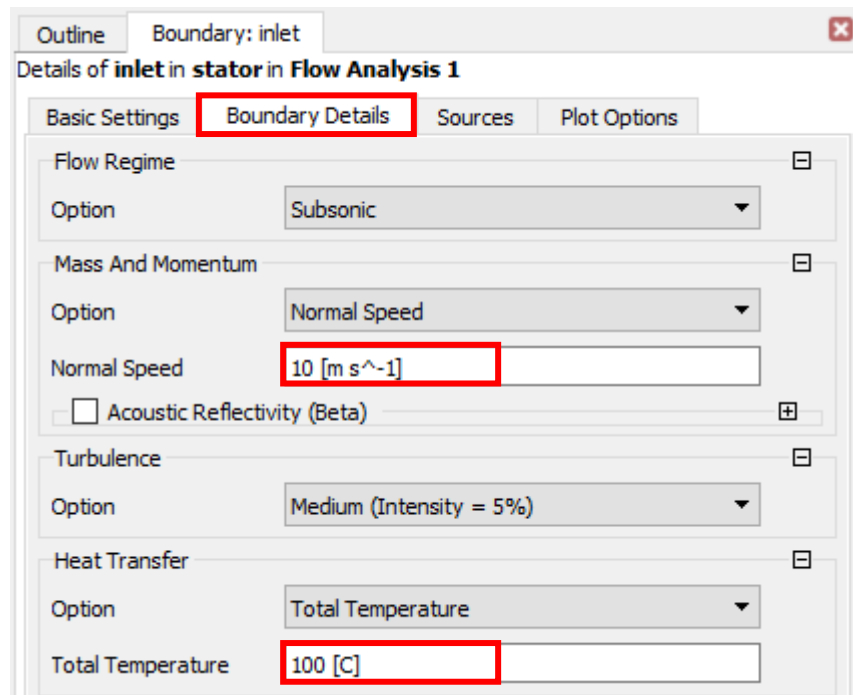 Outline Boundary: inlet
Details of inlet in stator in Flow Analysis 1
Basic Settings Boundary Details Sources Plot Options
Flow Regime
Option Subsonic
Mass And Momentum
Option Normal Speed
Normal Speed 10 [m s^-1]
Acoustic Reflectivity (Beta)
Turbulence
Option Medium (Intensity = 5%)
Heat Transfer
Option Total Temperature
Total Temperature 100 [C]